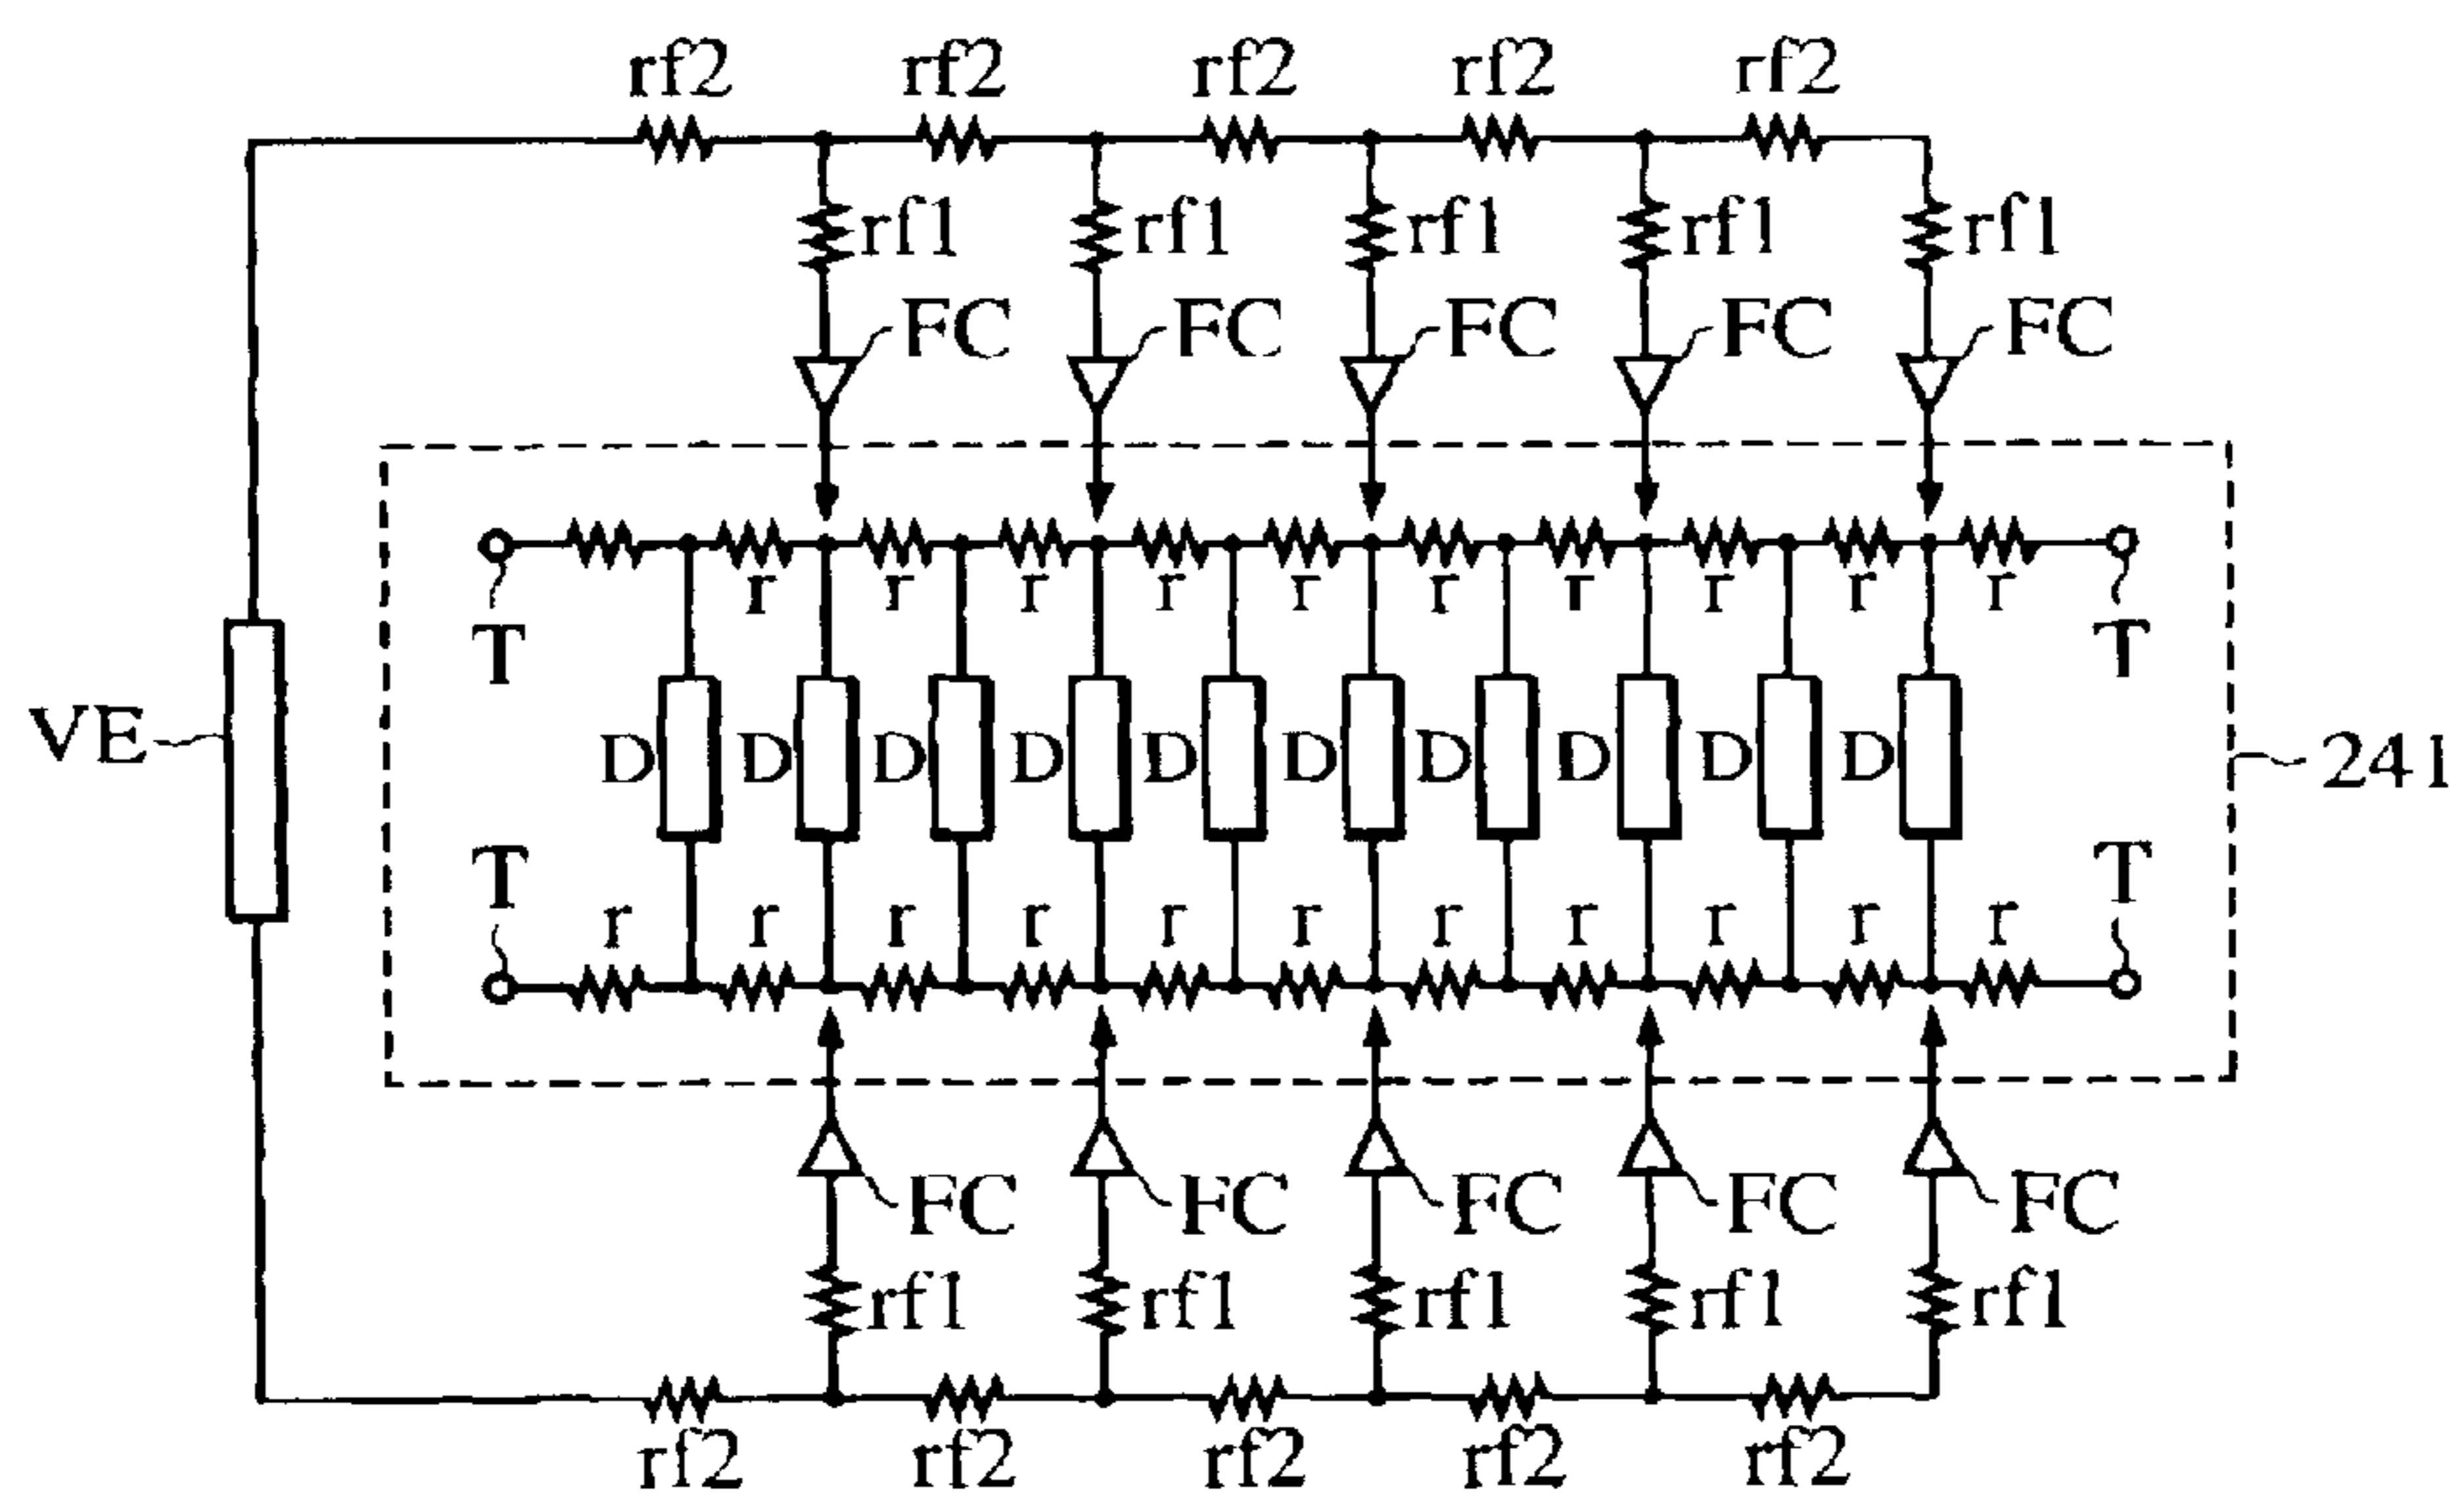 rf2 rf2 rf2 rf2 rf2
rf1 rf1 rf1 rf1 rf1
FC FC FC FC FC
r r r r r r r r r r
T T
VE D D D D D D D D D D 241
T T
r r r r r r r r r r r
FC FC FC FC FC
rf1 rf1 rf1 rf1 rf1
rf2 rf2 rf2 rf2 rf2